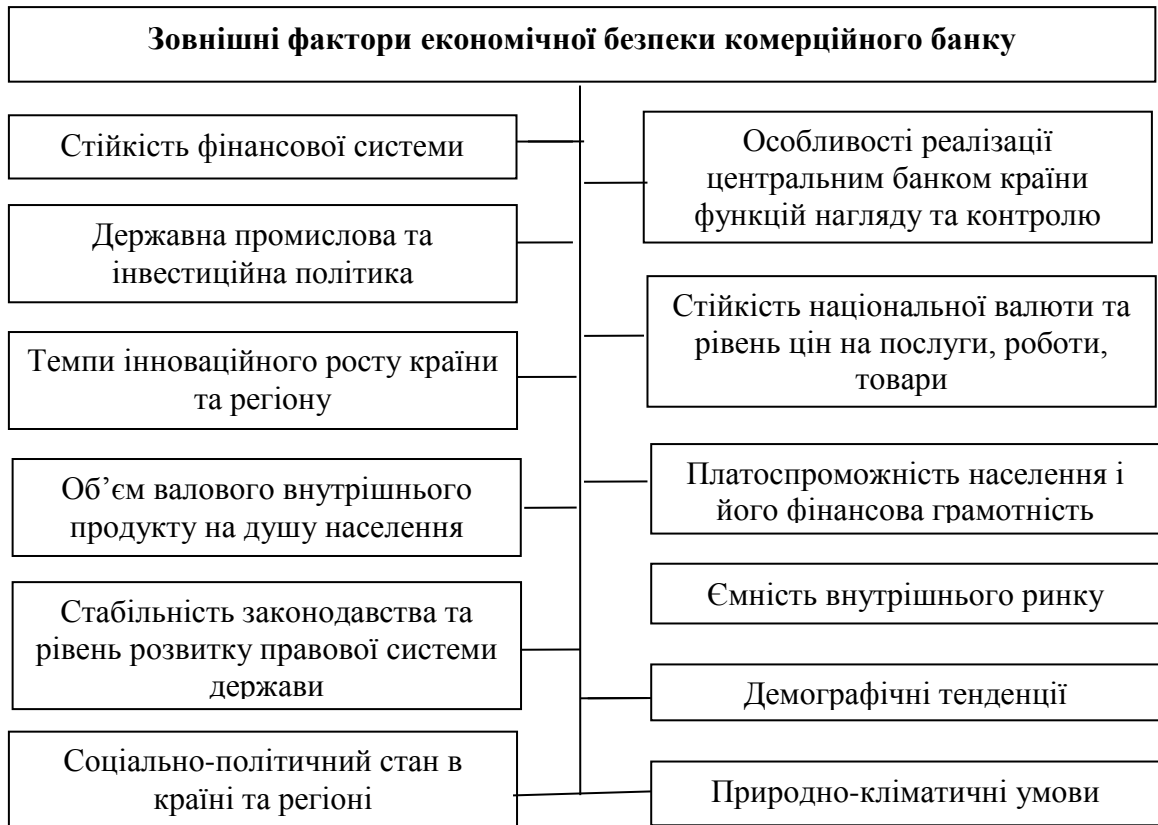 Зовнішні фактори економічної безпеки комерційного банку
Стійкість фінансової системи
Державна промислова та
інвестиційна політика
Темпи інноваційного росту країни
та регіону
Об’єм валового внутрішнього
продукту на душу населення
Стабільність законодавства та
рівень розвитку правової системи
держави
Соціально-політичний стан в
країні та регіоні
Особливості реалізації
центральним банком країни
функцій нагляду та контролю
Стійкість національної валюти та
рівень цін на послуги, роботи,
товари
Платоспроможність населення і
його фінансова грамотність
Ємність внутрішнього ринку
Демографічні тенденції
Природно-кліматичні умови